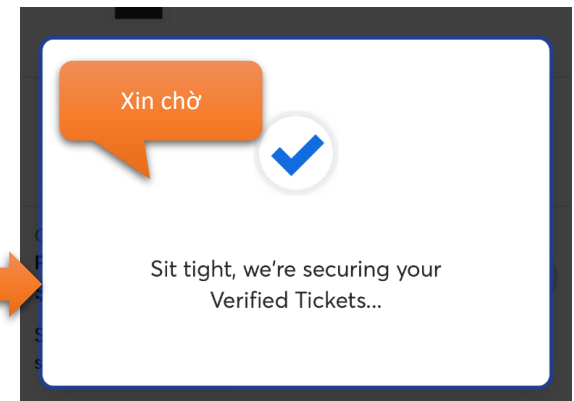 Xin chờ
Sit tight, we're securing your
Verified Tickets...